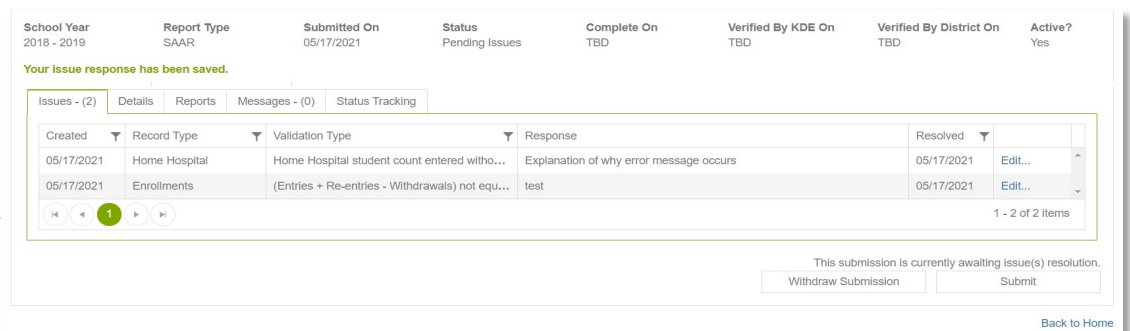 School Year Report Type Submitted On Status Complete On Verified By KDE On Verified By District On Active?
2018 - 2019 SAAR 05/17/2021 Pending Issues TBD TBD TBD Yes
Your issue response has been saved.
Issues - (2) Details Reports Messages - (0) Status Tracking
Created Record Type Validation Type Response Resolved
05/17/2021 Home Hospital Home Hospital student count entered witho... Explanation of why error message occurs 05/17/2021 Edit...
05/17/2021 Enrollments (Entries + Re-entries - Withdrawals) not equ... test 05/17/2021 Edit...
1 1 - 2 of 2 items
This submission is currently awaiting issue(s) resolution.
Withdraw Submission Submit
Back to Home